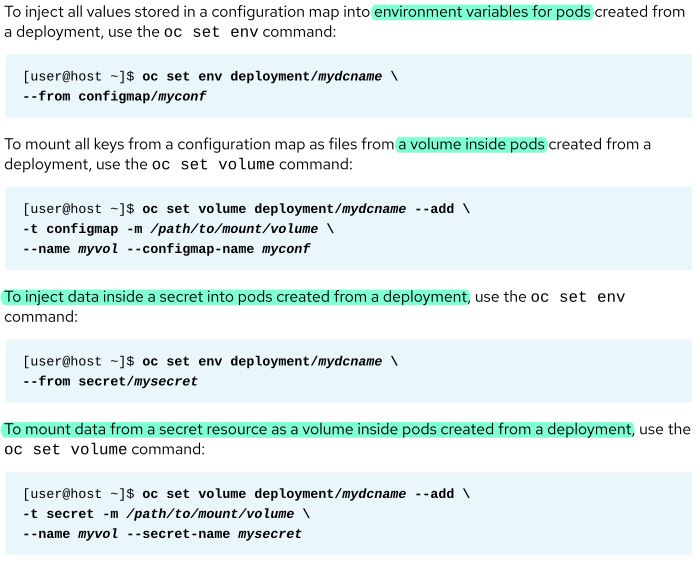 To inject all values stored in a configuration map into environment variables for pods created from
a deployment, use the oc set env command:
[user@host ~]$ oc set env deployment/mydcname \
--from configmap/myconf
To mount all keys from a configuration map as files from a volume inside pods created from a
deployment, use the oc set volume command:
[user@host ~]$ oc set volume deployment/mydcname --add \
-t configmap -m /path/to/mount/volume \
--name myvol --configmap-name myconf
To inject data inside a secret into pods created from a deployment, use the oc set env
command:
[user@host ~]$ oc set env deployment/mydcname \
--from secret/mysecret
To mount data from a secret resource as a volume inside pods created from a deployment, use the
oc set volume command:
[user@host ~]$ oc set volume deployment/mydcname --add \
-t secret -m /path/to/mount/volume \
--name myvol --secret-name mysecret